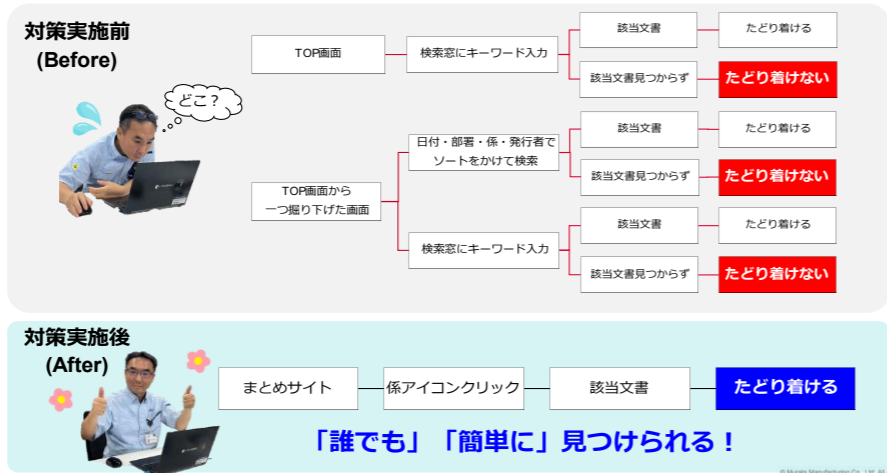 対策実施前
(Before)
どこ?
TOP画面
検索窓にキーワード入力
該当文書
たどり着ける
該当文書見つからず
たどり着けない
TOP画面から
一つ掘り下げた画面
日付・部署・係・発行者で
ソートをかけて検索
該当文書
たどり着ける
該当文書見つからず
たどり着けない
検索窓にキーワード入力
該当文書
たどり着ける
該当文書見つからず
たどり着けない
対策実施後
(After)
まとめサイト
係アイコンクリック
該当文書
たどり着ける
「誰でも」「簡単に」見つけられる!
© Murata Manufacturing Co., Ltd. All